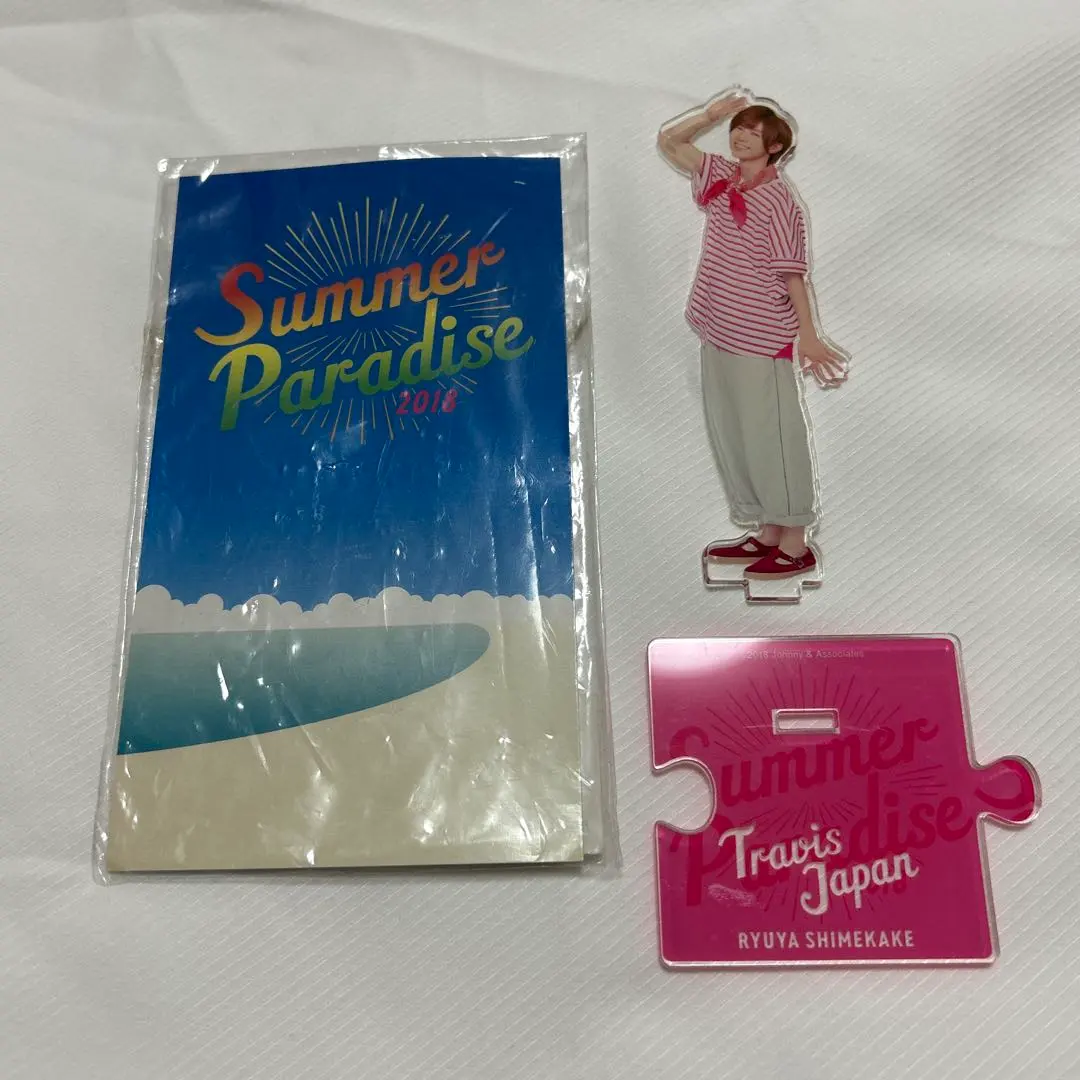 Summer
Paradise
2018
2018 Johnny & Associates
Summer
Paradise
Travis
Japan
RYUYA SHIMEKAKE